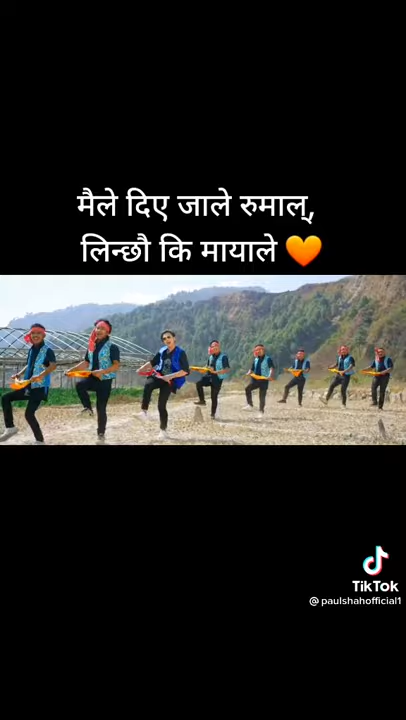 मैले दिए जाले रुमाल्,
लिन्छौ कि मायाले 🧡
TikTok
@ paulshahofficial1